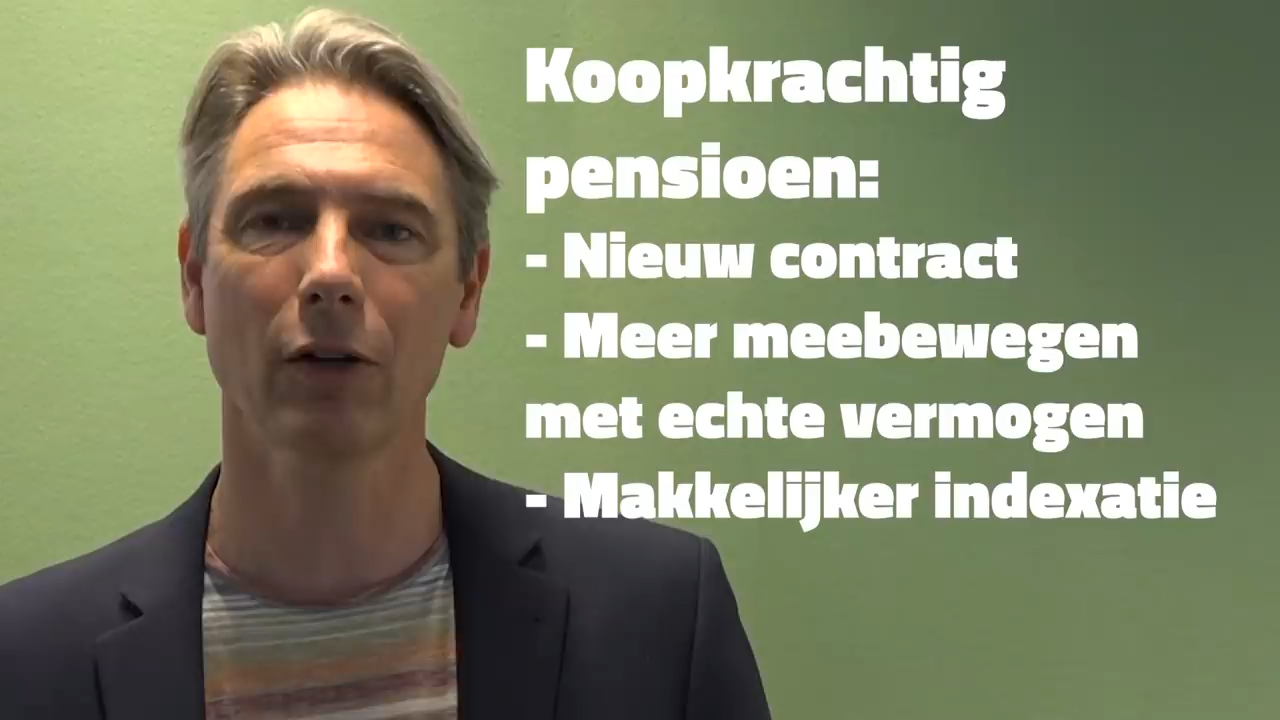 Koopkrachtig
pensioen:
- Nieuw contract
- Meer meebewegen
met echte vermogen
- Makkelijker indexatie